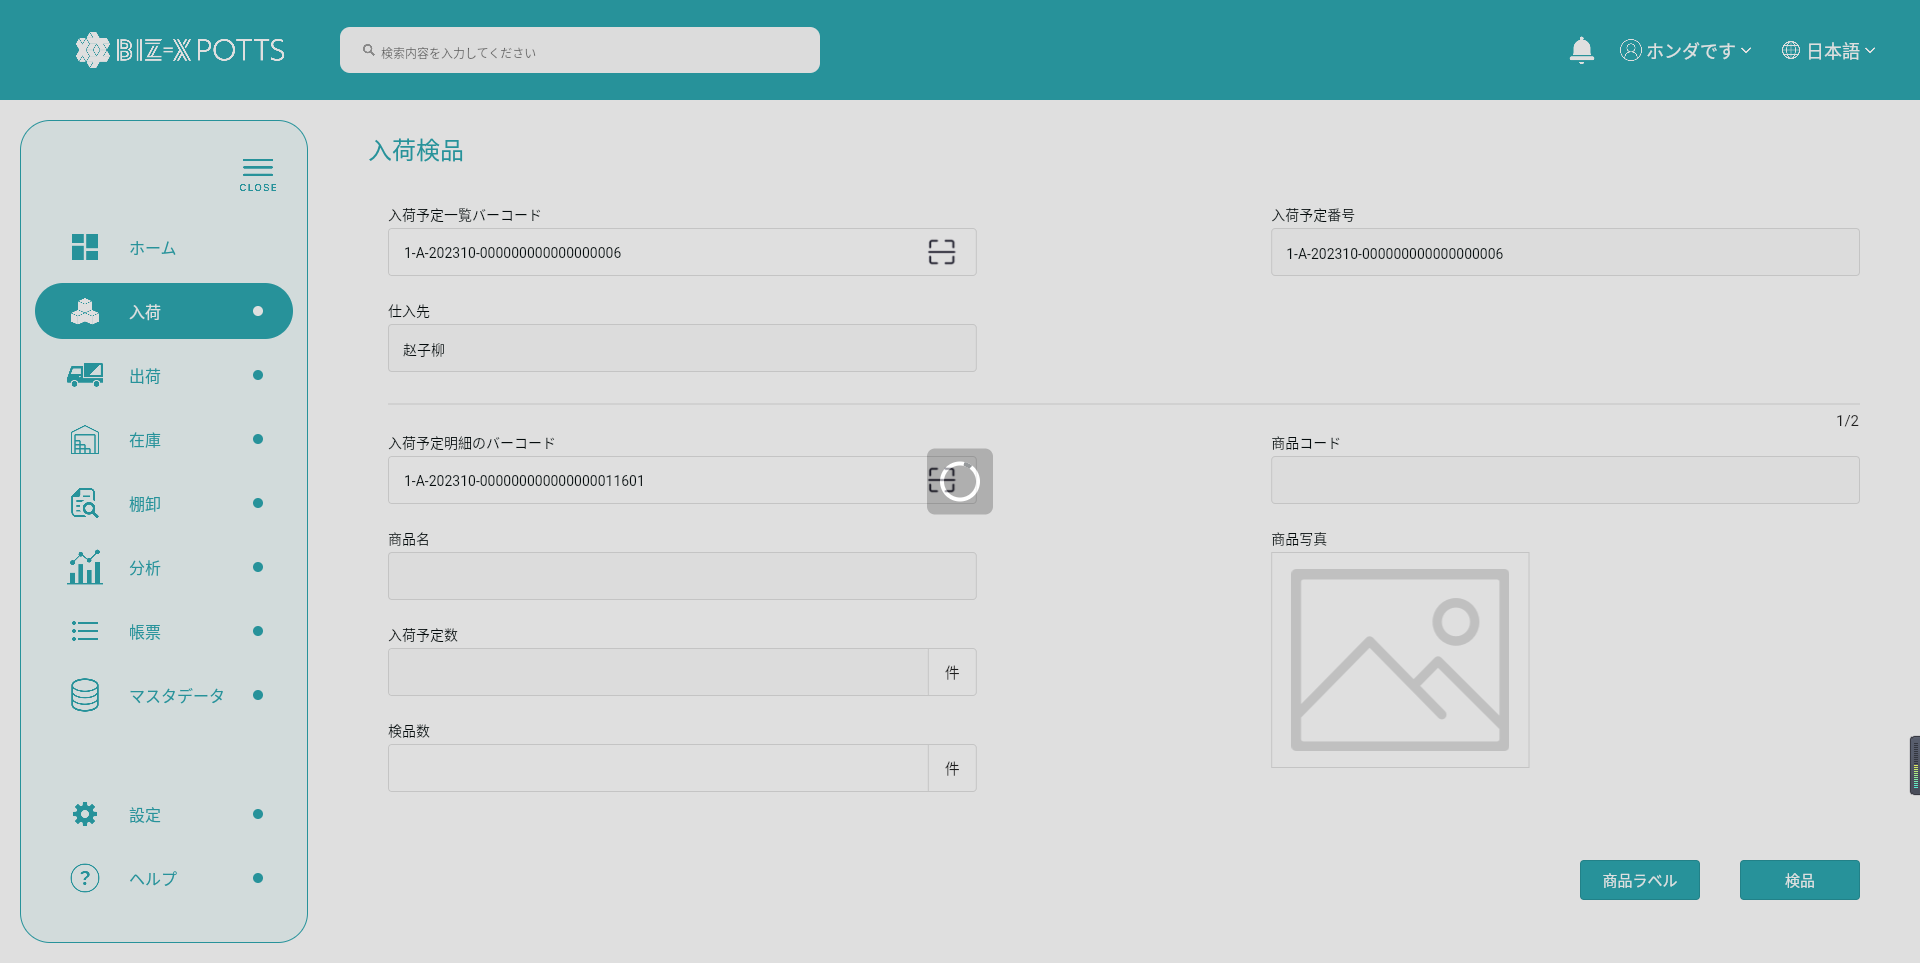 BIZ=X POTTS
検索内容を入力してください
ホンダです
日本語
CLOSE
ホーム
入荷
出荷
在庫
棚卸
分析
帳票
マスタデータ
設定
?
ヘルプ
入荷検品
入荷予定一覧バーコード
1-A-202310-000000000000000006
入荷予定番号
1-A-202310-000000000000000006
仕入先
赵子柳
1/2
入荷予定明細のバーコード
1-A-202310-000000000000000011601
商品コード
商品名
商品写真
入荷予定数
件
検品数
件
商品ラベル
検品